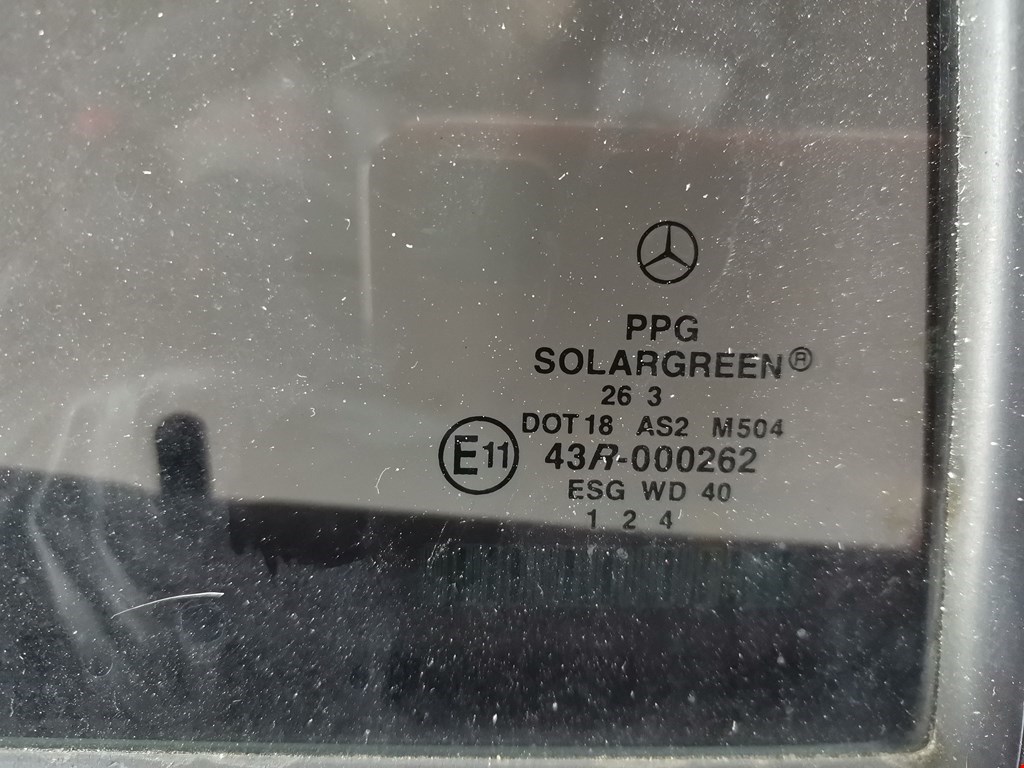 PPG
SOLARGREEN®
26 3
DOT 18 AS2 M504
E11 43R-000262
ESG WD 40
1 2 4